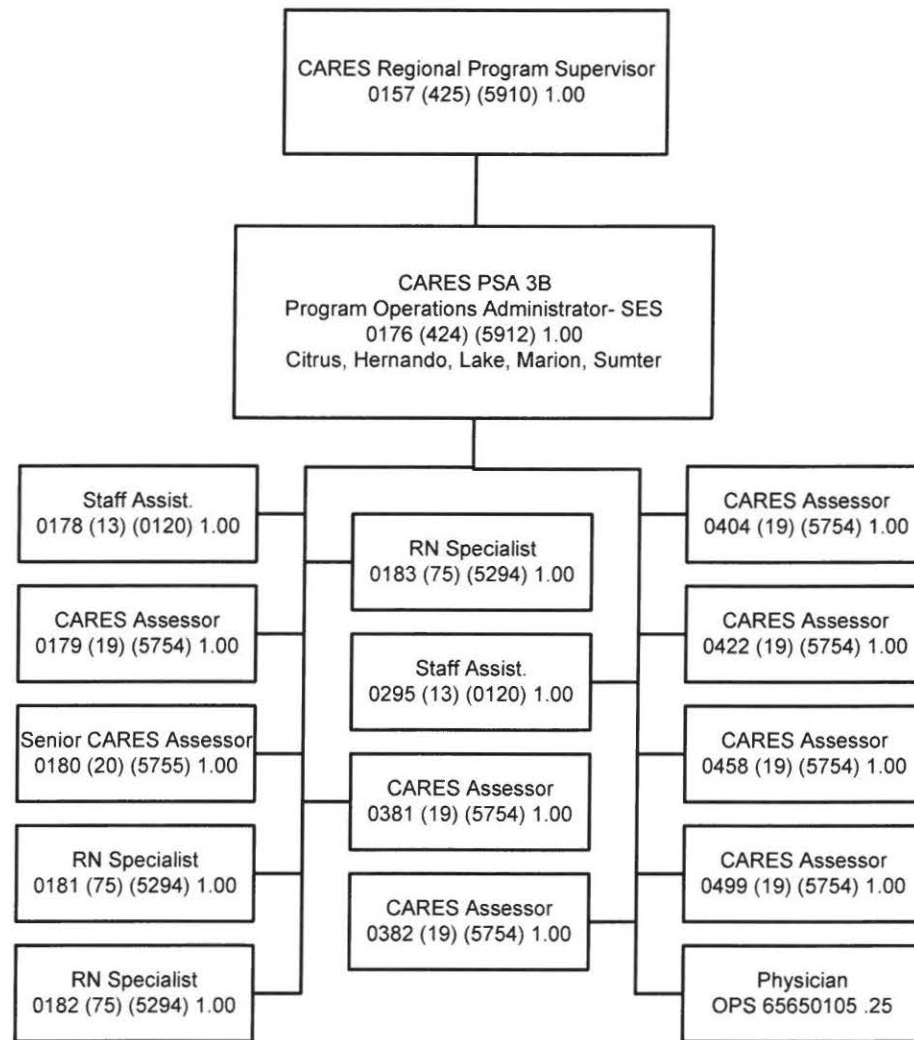 CARES Regional Program Supervisor
0157 (425) (5910) 1.00
CARES PSA 3B
Program Operations Administrator- SES
0176 (424) (5912) 1.00
Citrus, Hernando, Lake, Marion, Sumter
Staff Assist.
0178 (13) (0120) 1.00
CARES Assessor
0179 (19) (5754) 1.00
Senior CARES Assessor
0180 (20) (5755) 1.00
RN Specialist
0181 (75) (5294) 1.00
RN Specialist
0182 (75) (5294) 1.00
RN Specialist
0183 (75) (5294) 1.00
Staff Assist.
0295 (13) (0120) 1.00
CARES Assessor
0381 (19) (5754) 1.00
CARES Assessor
0382 (19) (5754) 1.00
CARES Assessor
0404 (19) (5754) 1.00
CARES Assessor
0422 (19) (5754) 1.00
CARES Assessor
0458 (19) (5754) 1.00
CARES Assessor
0499 (19) (5754) 1.00
Physician
OPS 65650105 .25